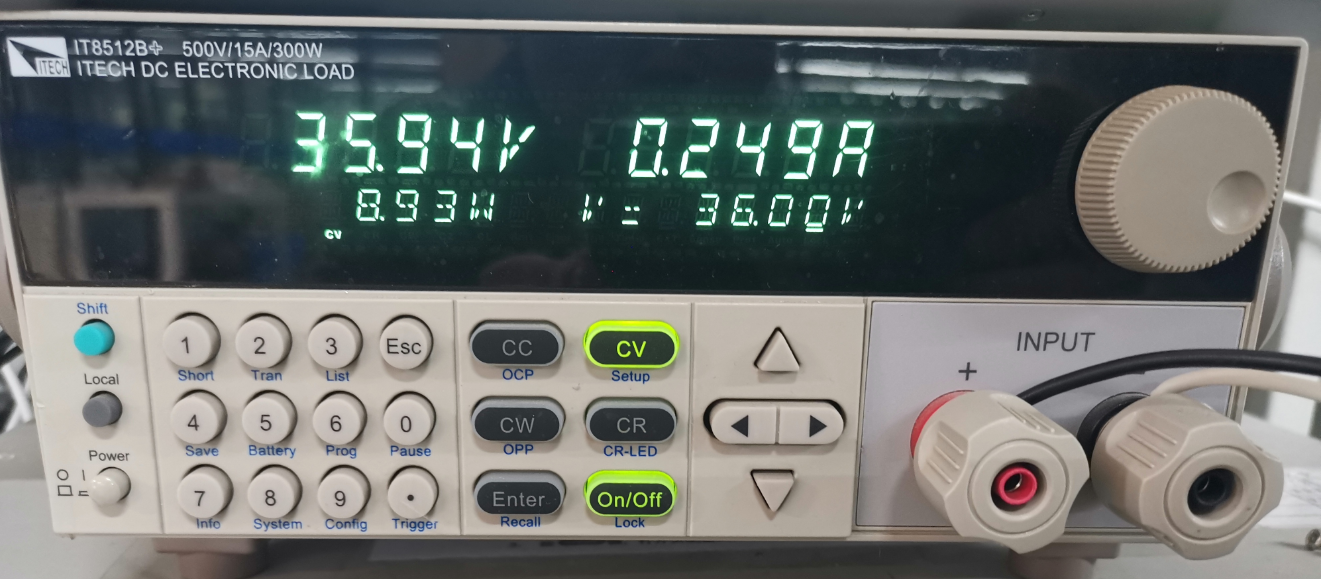 ITECH
IT8512B+ 500V/15A/300W
ITECH DC ELECTRONIC LOAD
35.94V 0.249A
8.93W V = 36.00V
CV
Shift
Local
Power
1 2 3 Esc
Short Tran List
4 5 6 0
Save Battery Prog Pause
7 8 9 •
Info System Config Trigger
CC CV
OCP Setup
CW CR
OPP CR-LED
Enter On/Off
Recall Lock
INPUT
+